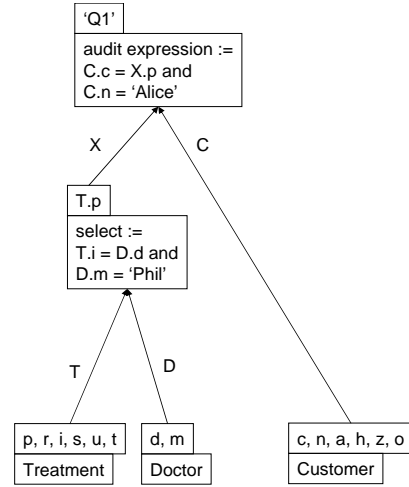 ‘Q1’
audit expression :=
C.c = X.p and
C.n = ‘Alice’
X
C
T.p
select :=
T.i = D.d and
D.m = ‘Phil’
T
D
p, r, i, s, u, t
d, m
c, n, a, h, z, o
Treatment
Doctor
Customer